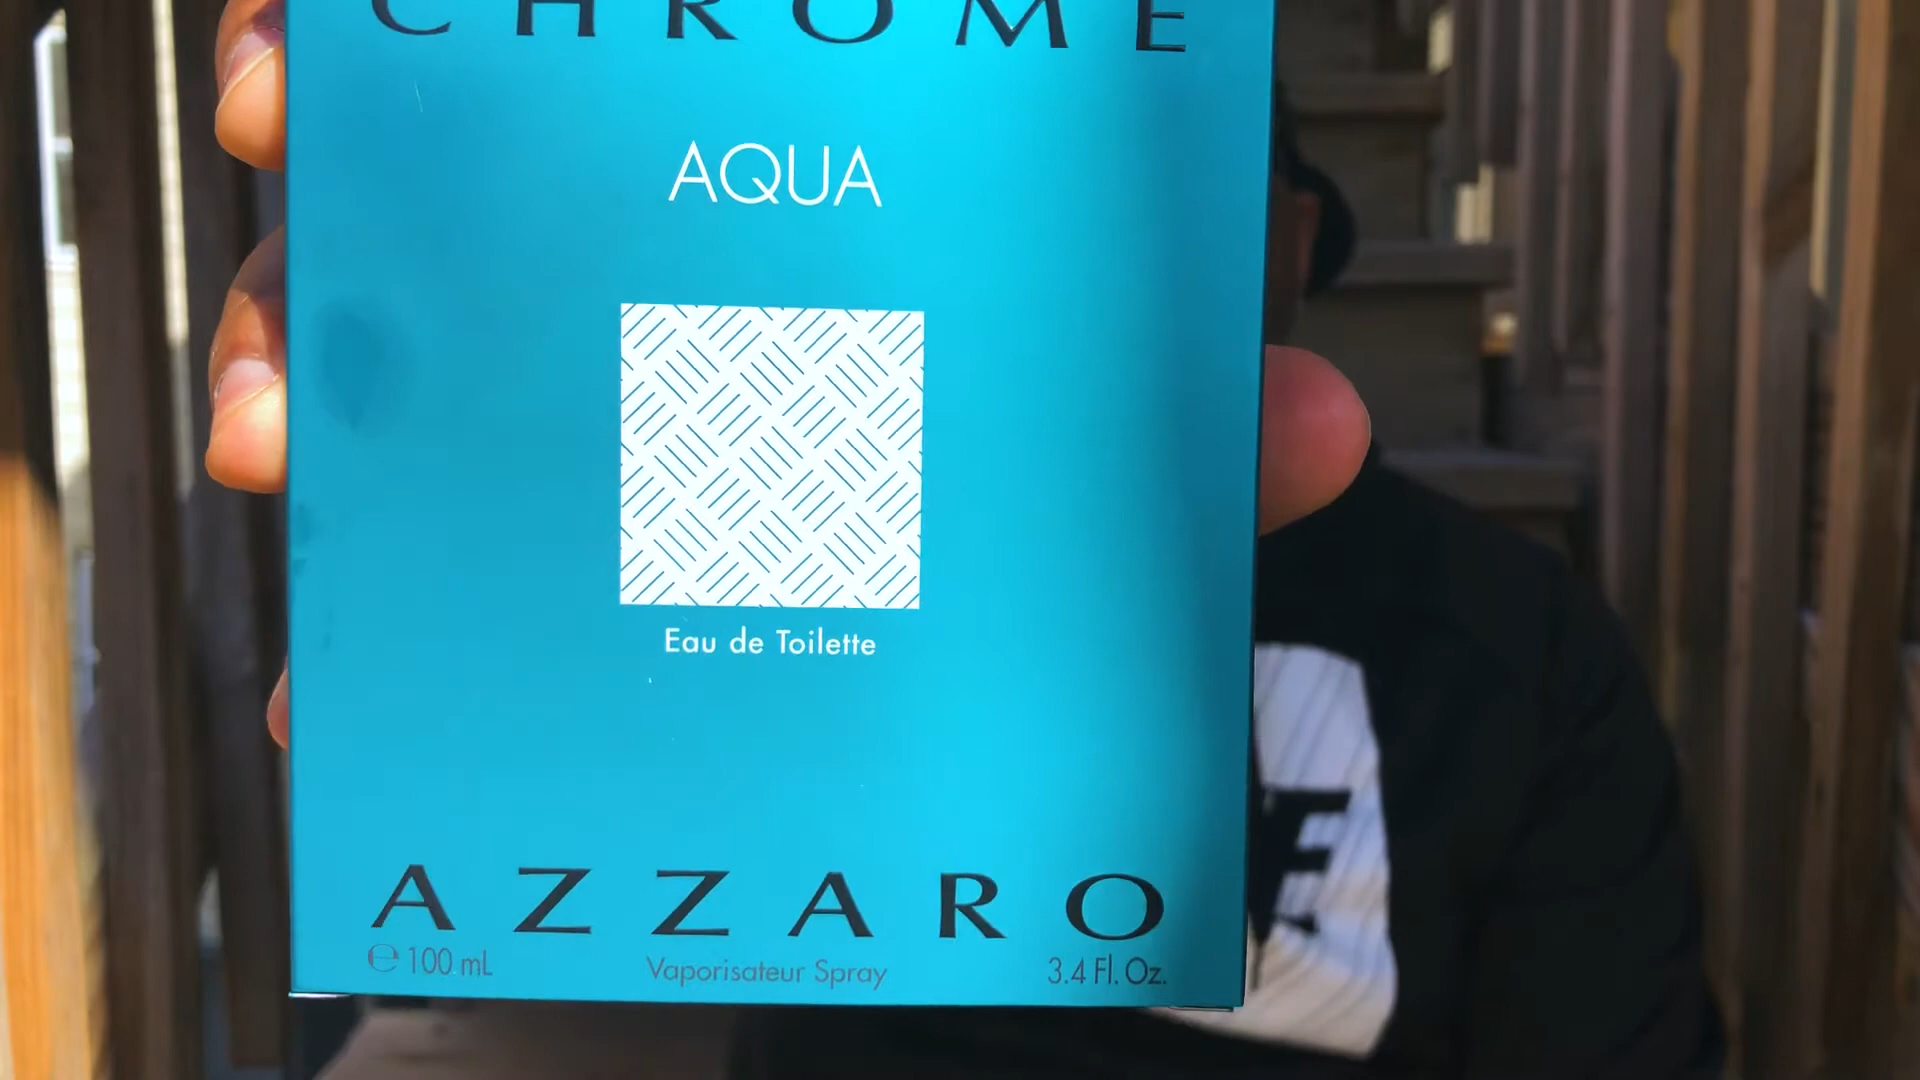 CHROME
AQUA
Eau de Toilette
AZZARO
℮ 100 mL Vaporisateur Spray 3.4 Fl. Oz.